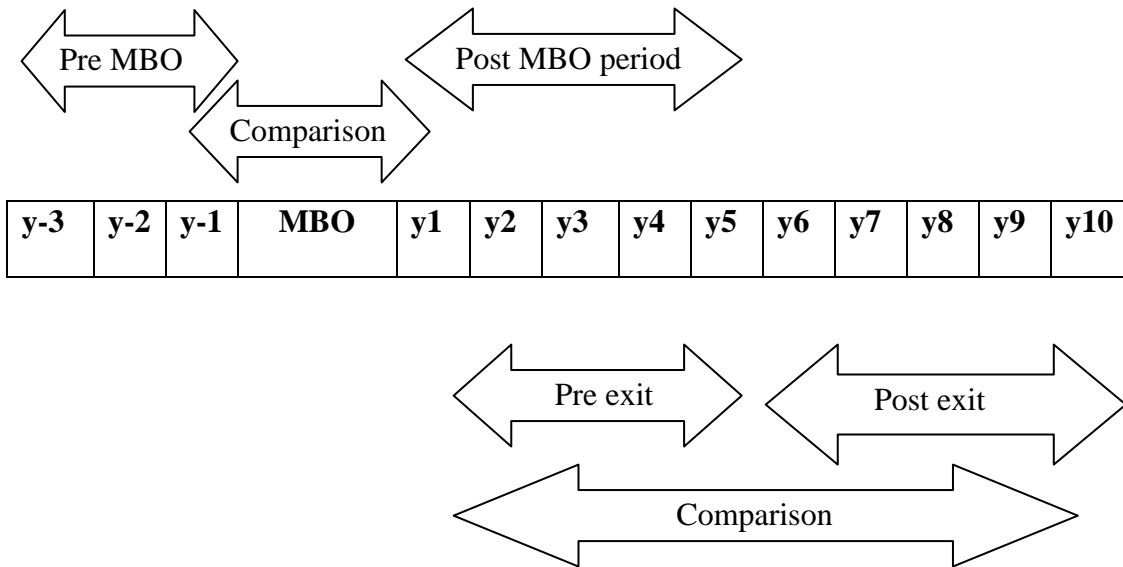 Pre MBO
Post MBO period
Comparison
y-3 y-2 y-1 MBO y1 y2 y3 y4 y5 y6 y7 y8 y9 y10
Pre exit
Post exit
Comparison